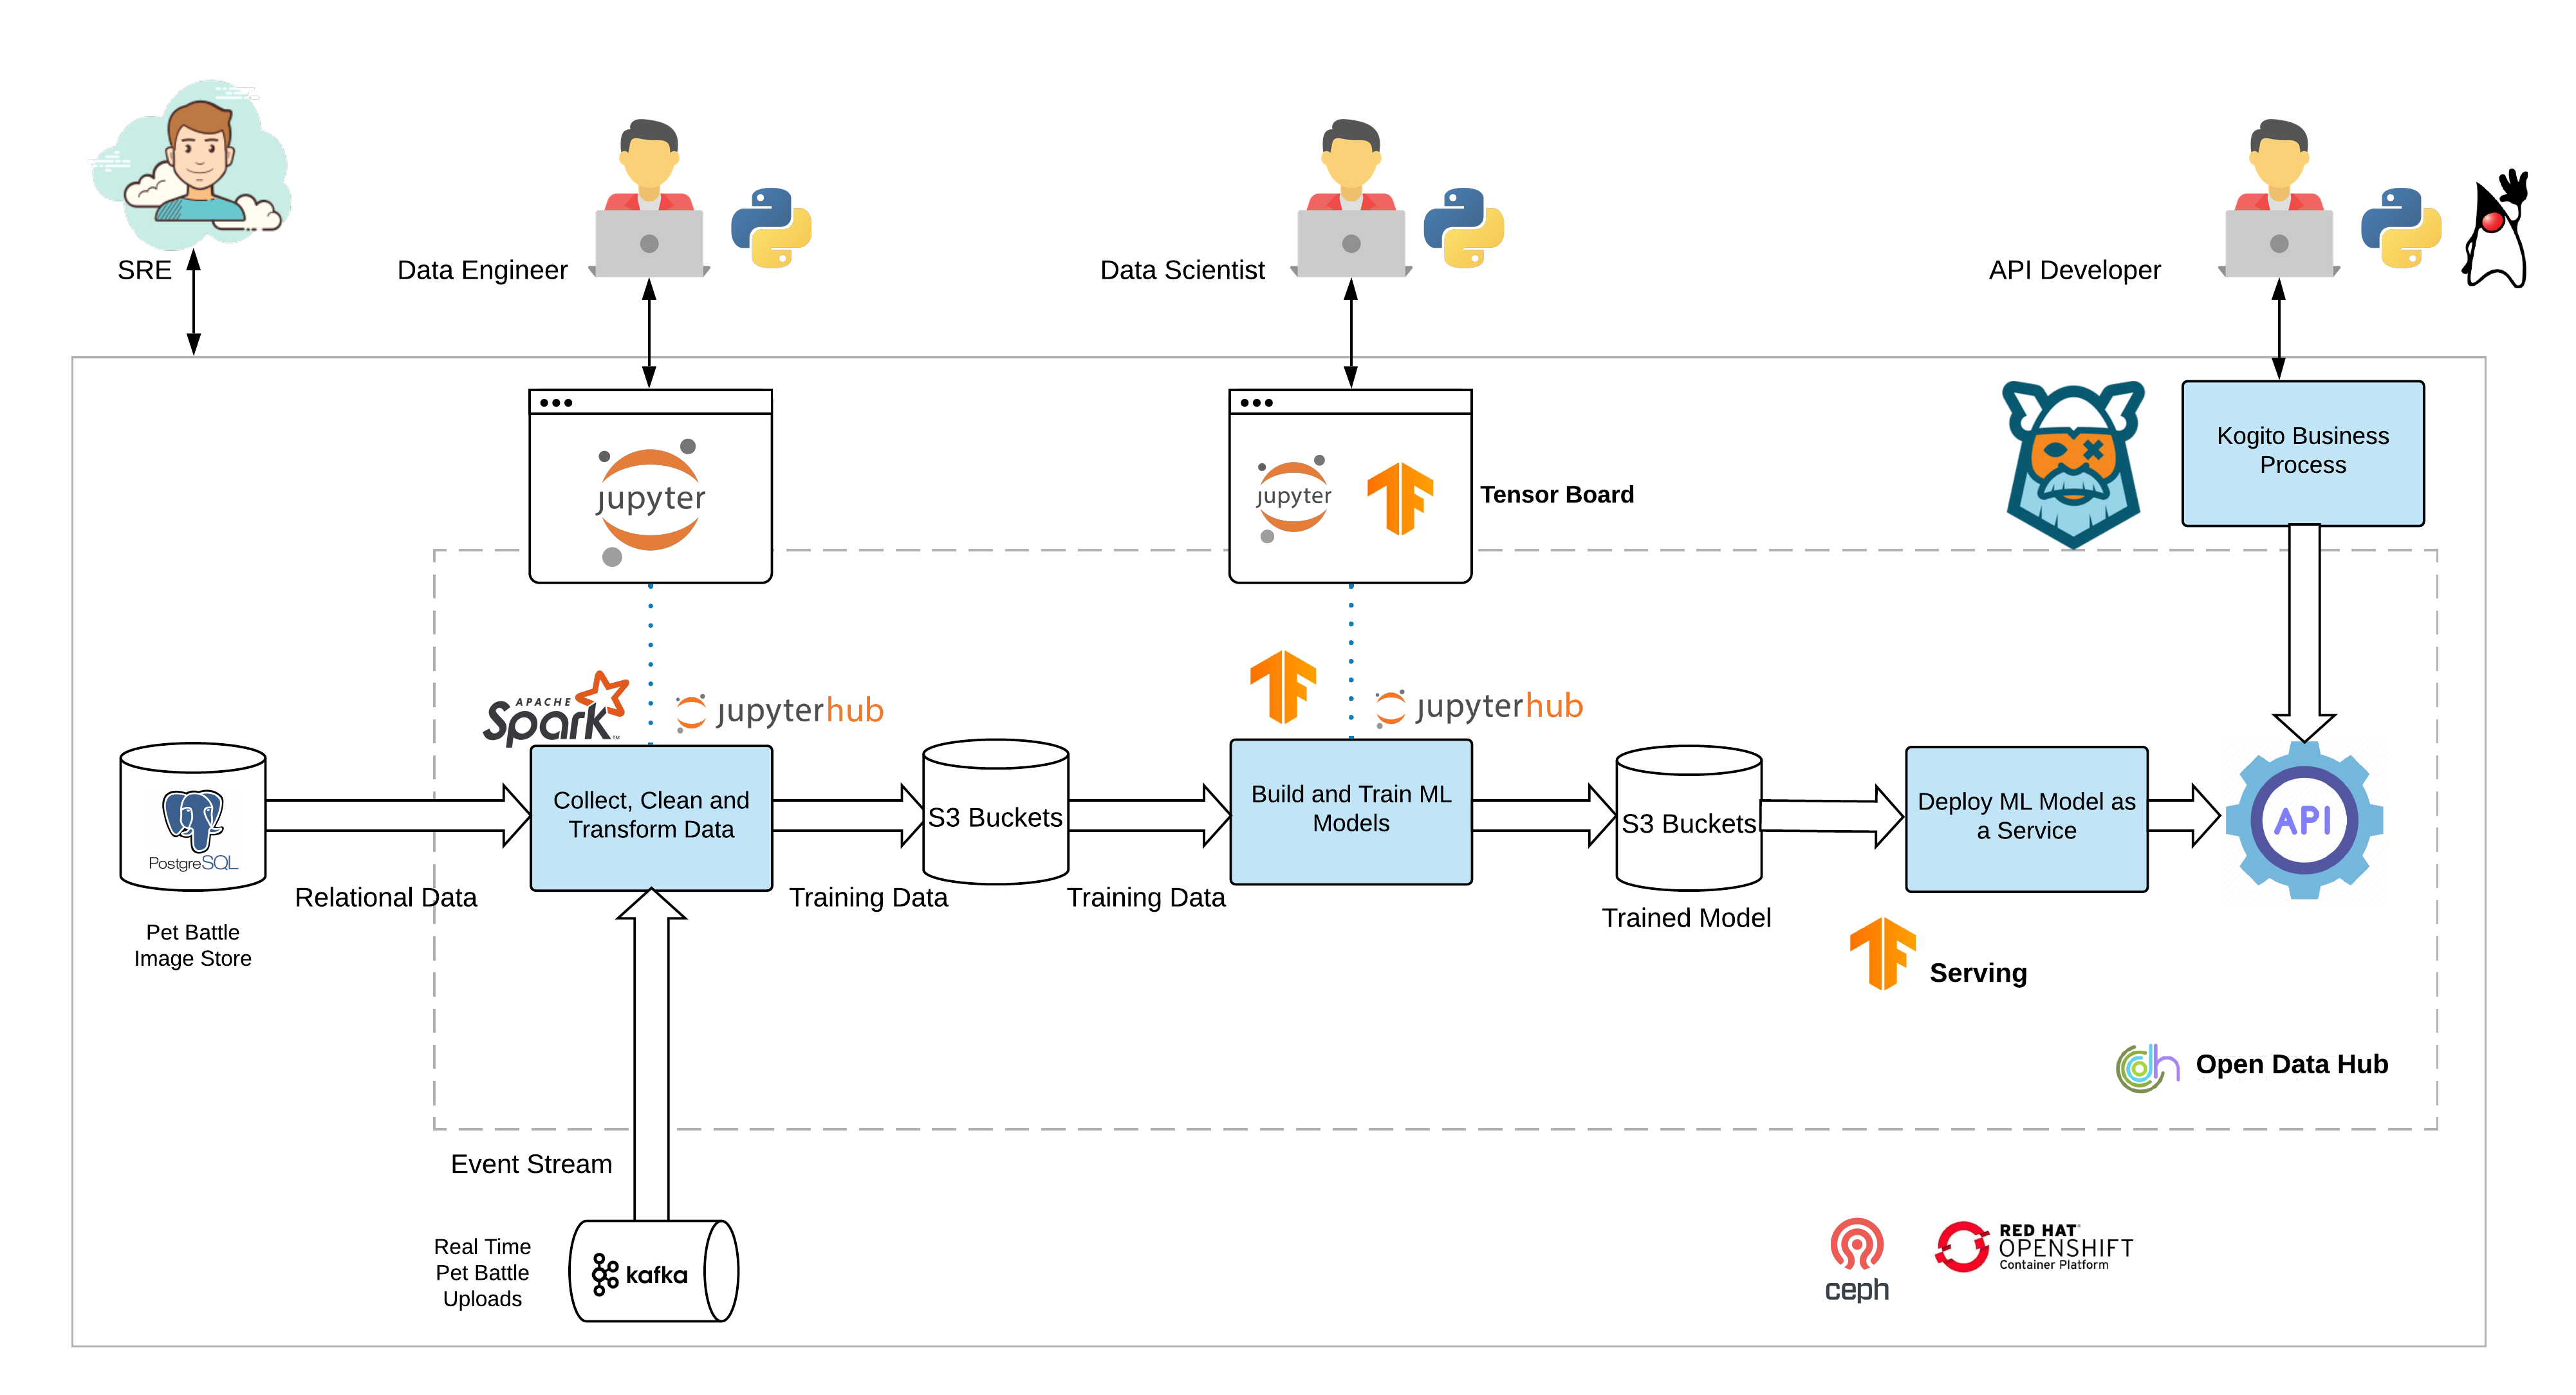 SRE
Data Engineer
Data Scientist
API Developer
jupyter
jupyter
Tensor Board
Kogito Business
Process
APACHE
Spark™
jupyterhub
jupyterhub
PostgreSQL
Collect, Clean and
Transform Data
S3 Buckets
Build and Train ML
Models
S3 Buckets
Deploy ML Model as
a Service
API
Relational Data
Training Data
Training Data
Trained Model
Pet Battle
Image Store
Serving
Open Data Hub
Event Stream
Real Time
Pet Battle
Uploads
kafka
ceph
RED HAT®
OPENSHIFT
Container Platform